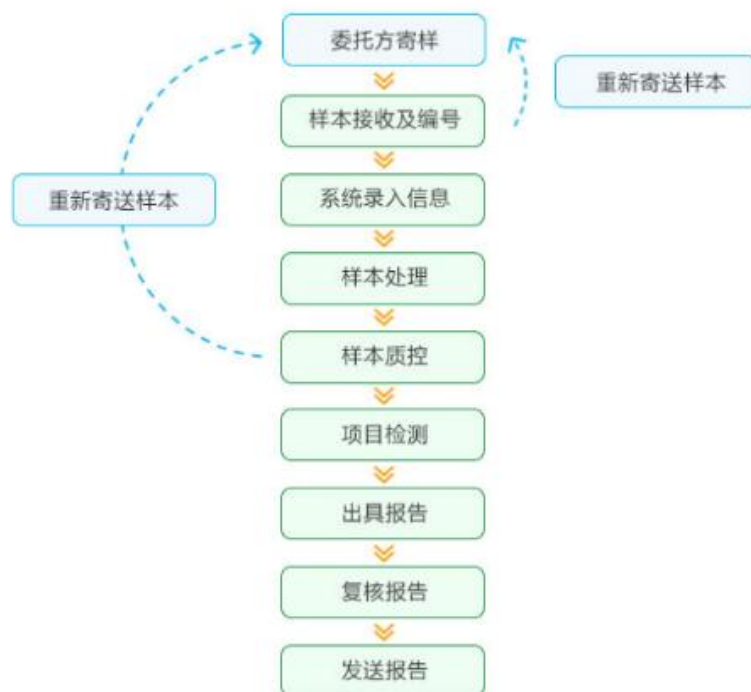 委托方寄样
重新寄送样本
样本接收及编号
重新寄送样本
系统录入信息
样本处理
样本质控
项目检测
出具报告
复核报告
发送报告